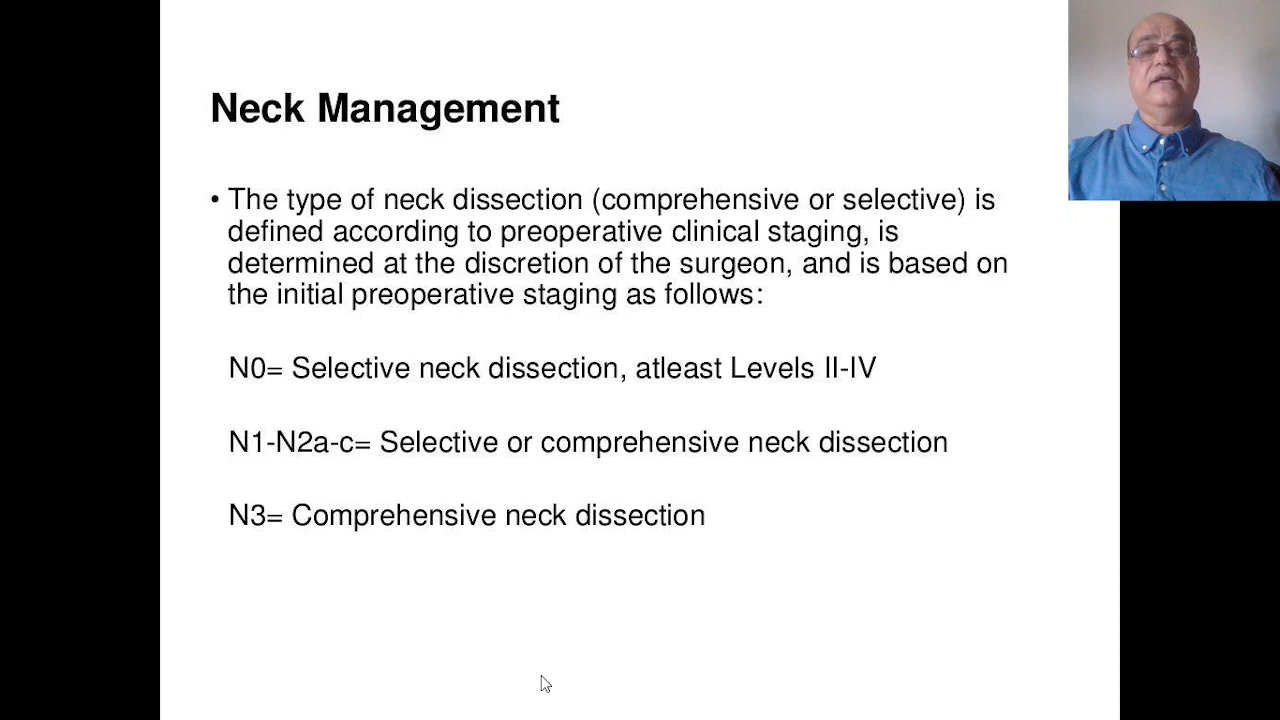 Neck Management
• The type of neck dissection (comprehensive or selective) is
defined according to preoperative clinical staging, is
determined at the discretion of the surgeon, and is based on
the initial preoperative staging as follows:
N0= Selective neck dissection, atleast Levels II-IV
N1-N2a-c= Selective or comprehensive neck dissection
N3= Comprehensive neck dissection